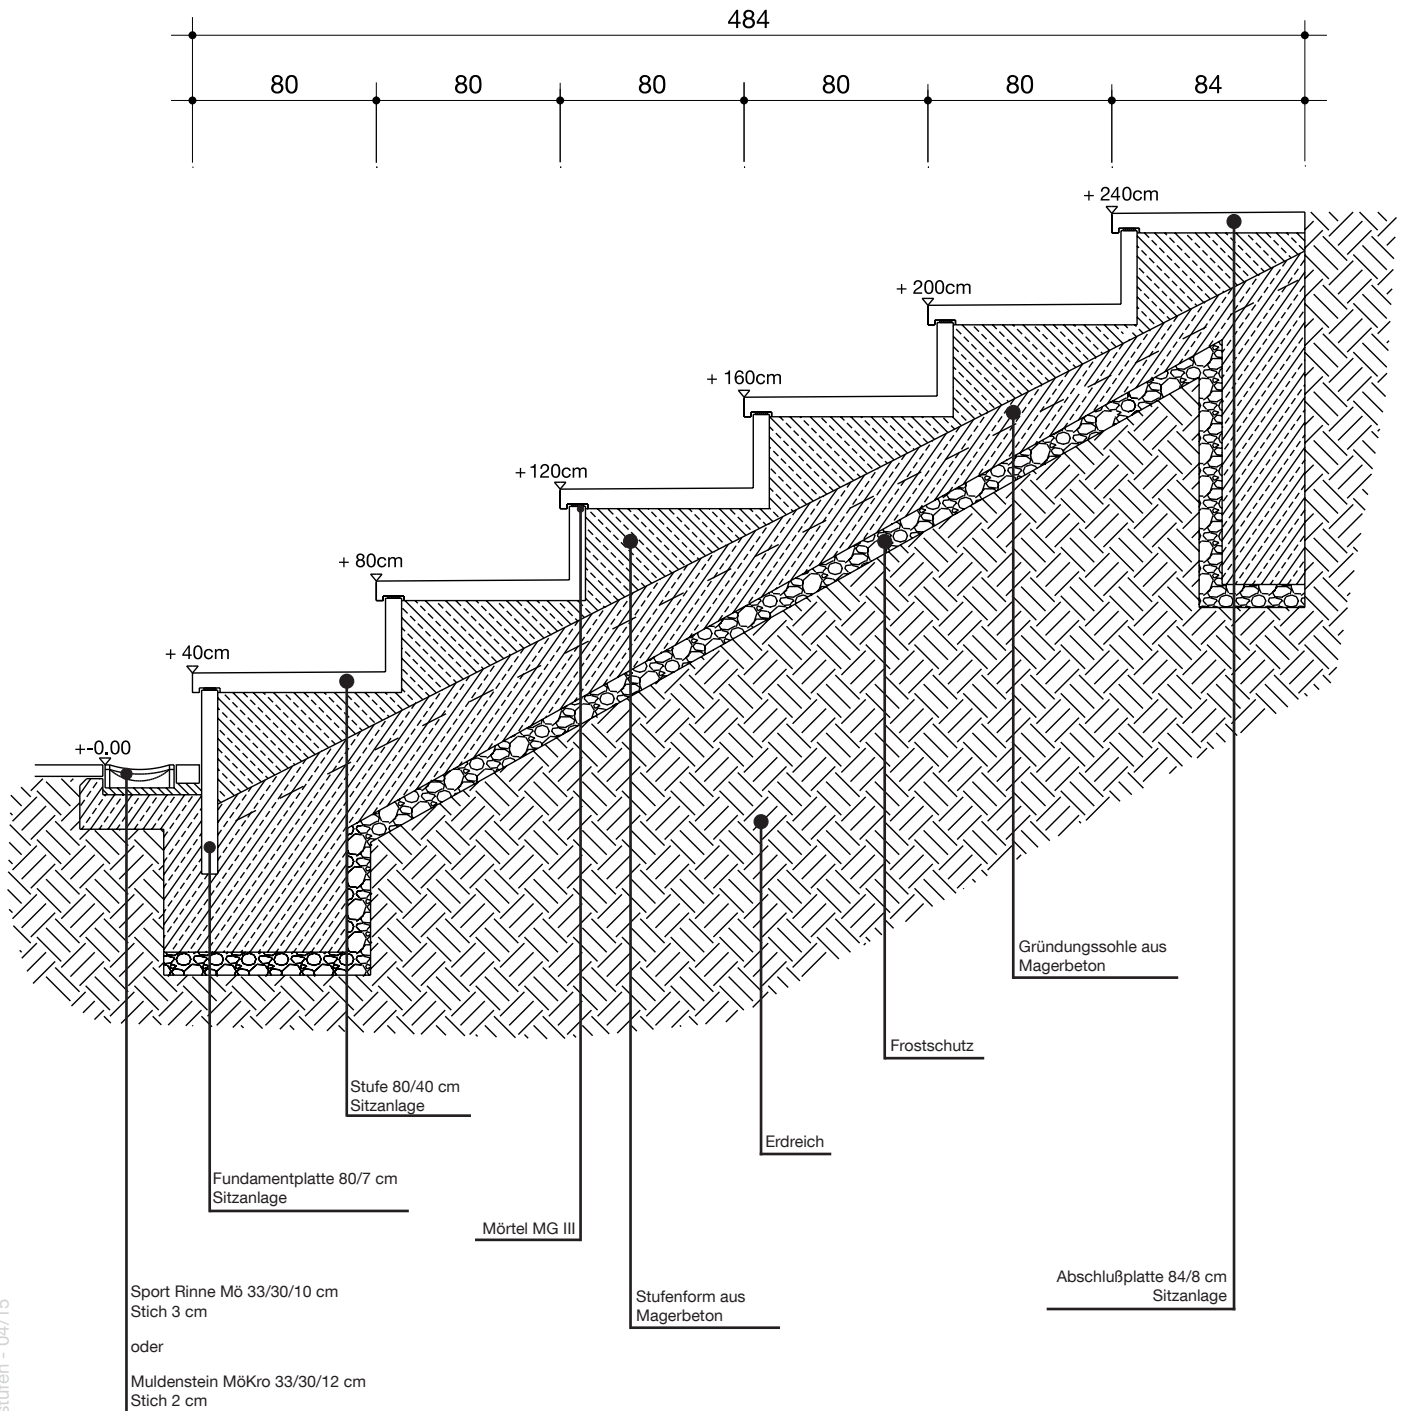 484
80 80 80 80 80 84
+ 240cm
+ 200cm
+ 160cm
+ 120cm
+ 80cm
+ 40cm
+-0.00
Gründungssohle aus
Magerbeton
Frostschutz
Stufe 80/40 cm
Sitzanlage
Erdreich
Fundamentplatte 80/7 cm
Sitzanlage
Mörtel MG III
Abschlußplatte 84/8 cm
Sitzanlage
Stufenform aus
Magerbeton
Sport Rinne Mö 33/30/10 cm
Stich 3 cm
oder
Muldenstein MöKro 33/30/12 cm
Stich 2 cm
stufen - 04/15